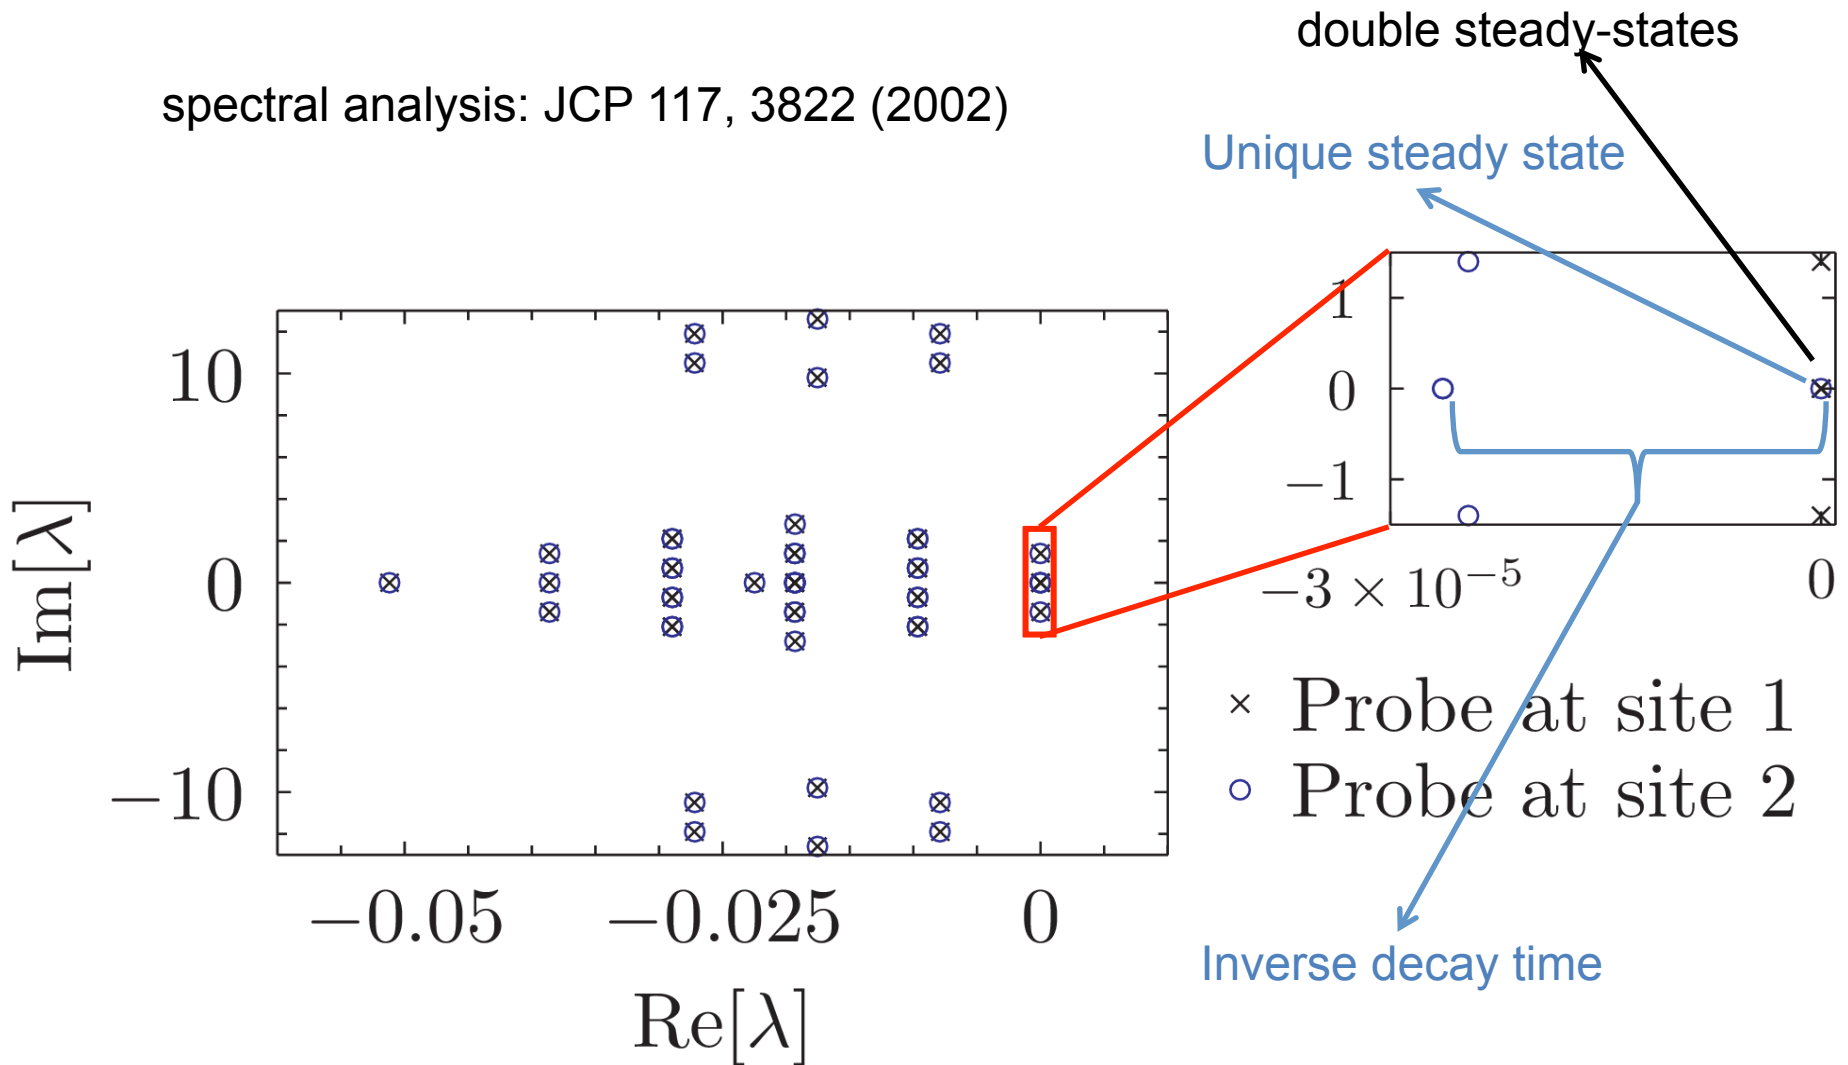 double steady-states
spectral analysis: JCP 117, 3822 (2002)
Unique steady state
10
0
−10
Im[λ]
−0.05
−0.025
0
Re[λ]
1
0
−1
−3 × 10⁻⁵
0
× Probe at site 1
○ Probe at site 2
Inverse decay time